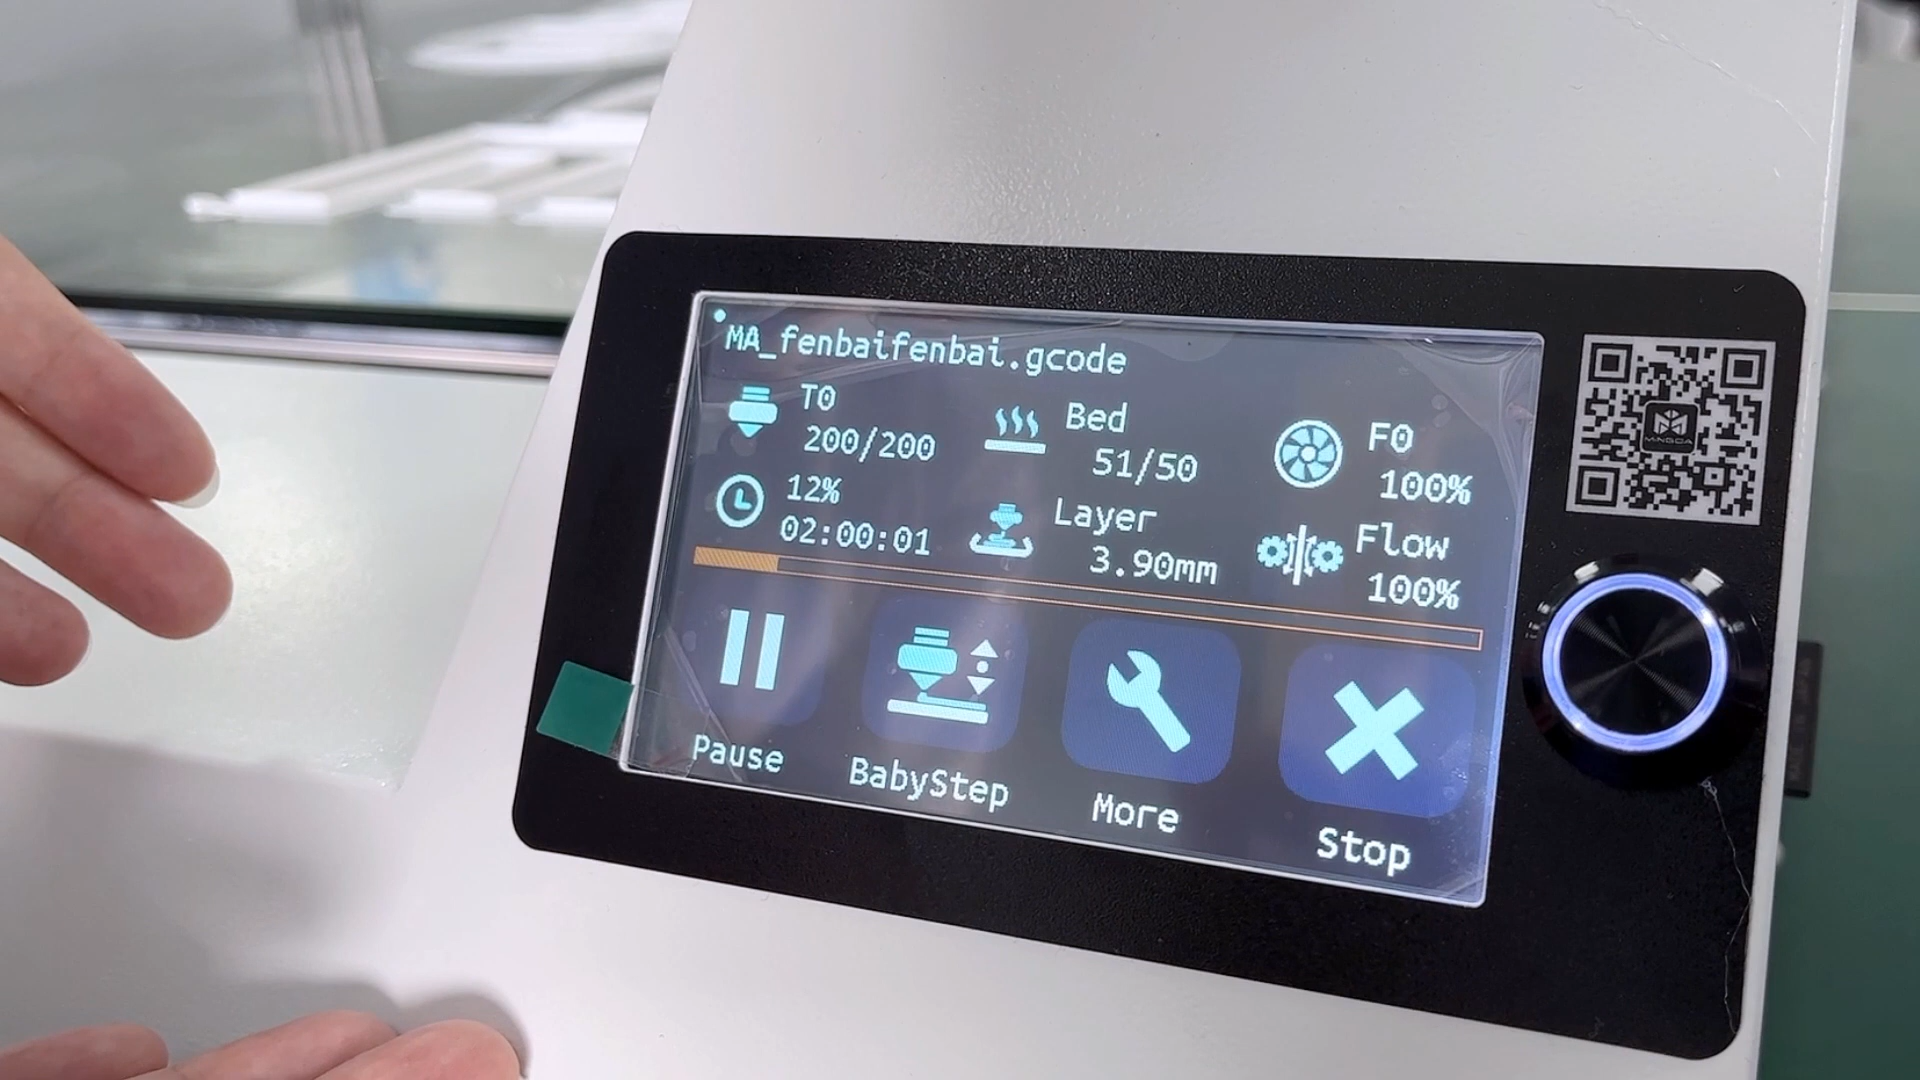 MA_fenbaifenbai.gcode
T0
200/200
Bed
51/50
F0
100%
12%
02:00:01
Layer
3.90mm
Flow
100%
Pause
BabyStep
More
Stop
MINGDA